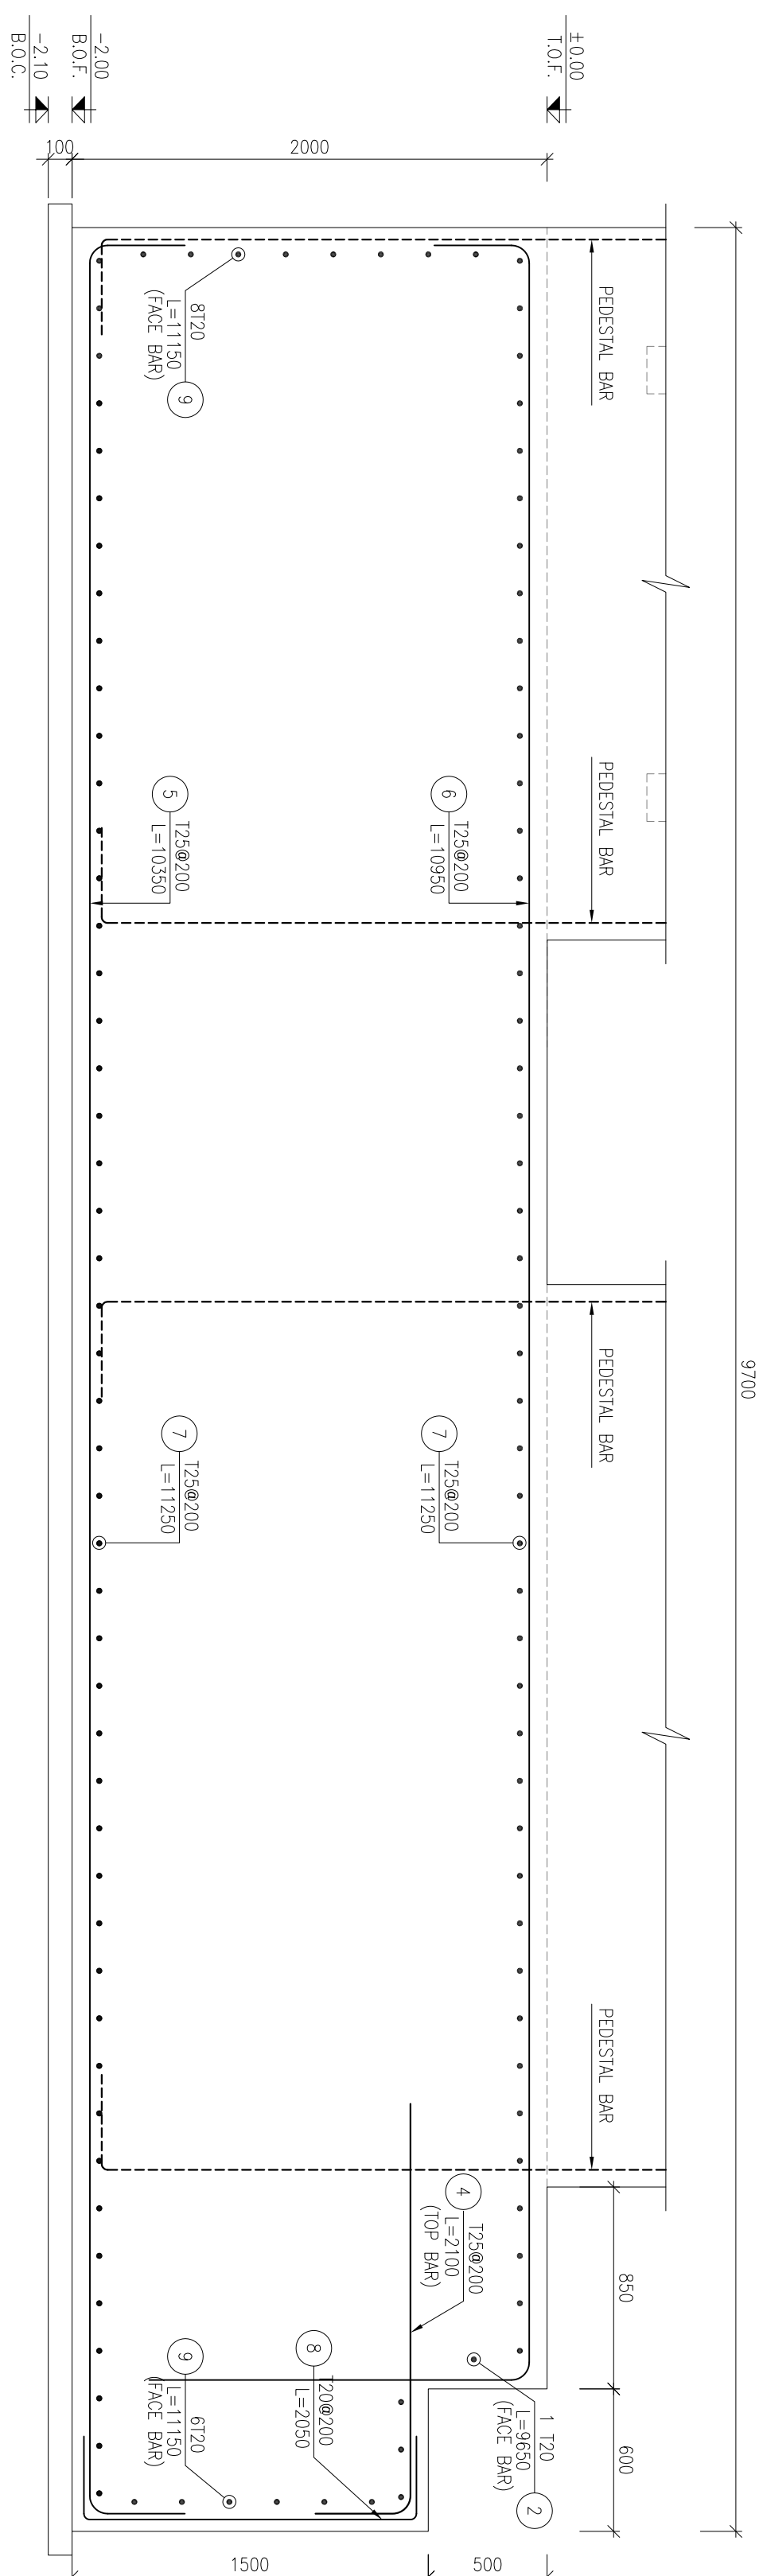 ±0.00
T.O.F.
-2.00
B.O.F.
-2.10
B.O.C.
2000
100
9700
PEDESTAL BAR
PEDESTAL BAR
PEDESTAL BAR
PEDESTAL BAR
8T20
L=11150
(FACE BAR)
9
6
T25@200
L=10950
5
T25@200
L=10350
7
T25@200
L=11250
7
T25@200
L=11250
4
T25@200
L=2100
(TOP BAR)
8
T20@200
L=2050
9
6T20
L=11150
(FACE BAR)
1 T20
L=9650
(FACE BAR)
2
850
600
500
1500